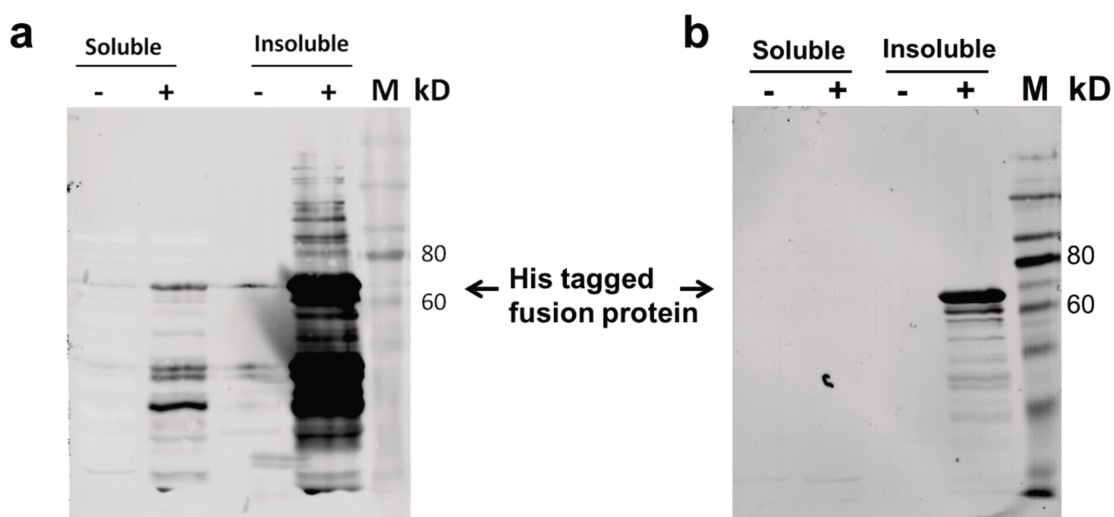 a
Soluble
Insoluble
- + - + M kD
80
60
His tagged
fusion protein
b
Soluble
Insoluble
- + - + M kD
80
60